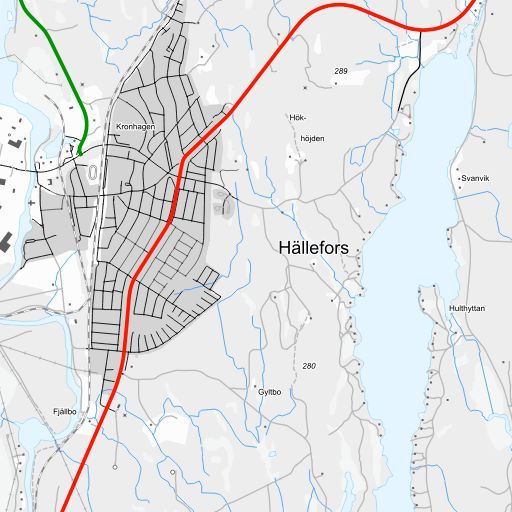 289
Hök-
höjden
Kronhagen
Svanvik
Hällefors
Hulthyttan
280
Gyltbo
Fjällbo